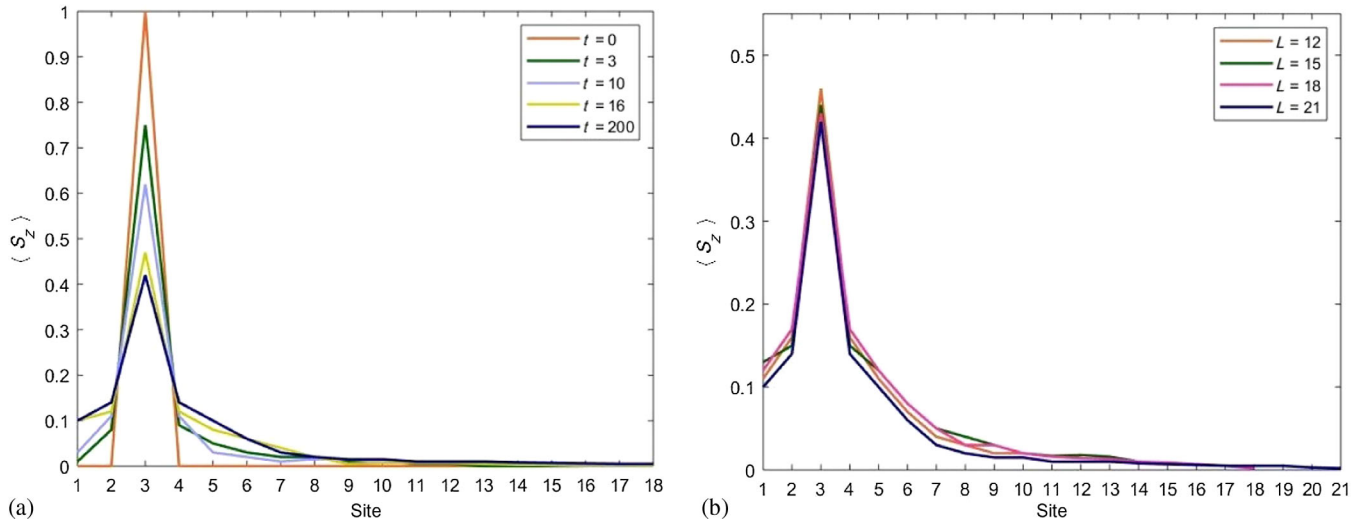 1
0.9
0.8
0.7
0.6
0.5
0.4
0.3
0.2
0.1
0
⟨ S_z ⟩
1 2 3 4 5 6 7 8 9 10 11 12 13 14 15 16 17 18
Site
t = 0
t = 3
t = 10
t = 16
t = 200
(a)
0.5
0.4
0.3
0.2
0.1
0
⟨ S_z ⟩
1 2 3 4 5 6 7 8 9 10 11 12 13 14 15 16 17 18 19 20 21
Site
L = 12
L = 15
L = 18
L = 21
(b)